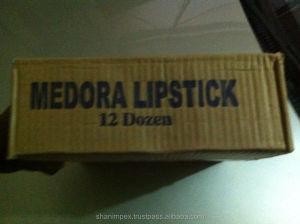 MEDORA LIPSTICK
12 Dozen
shanimpex.trustpass.alibaba.com